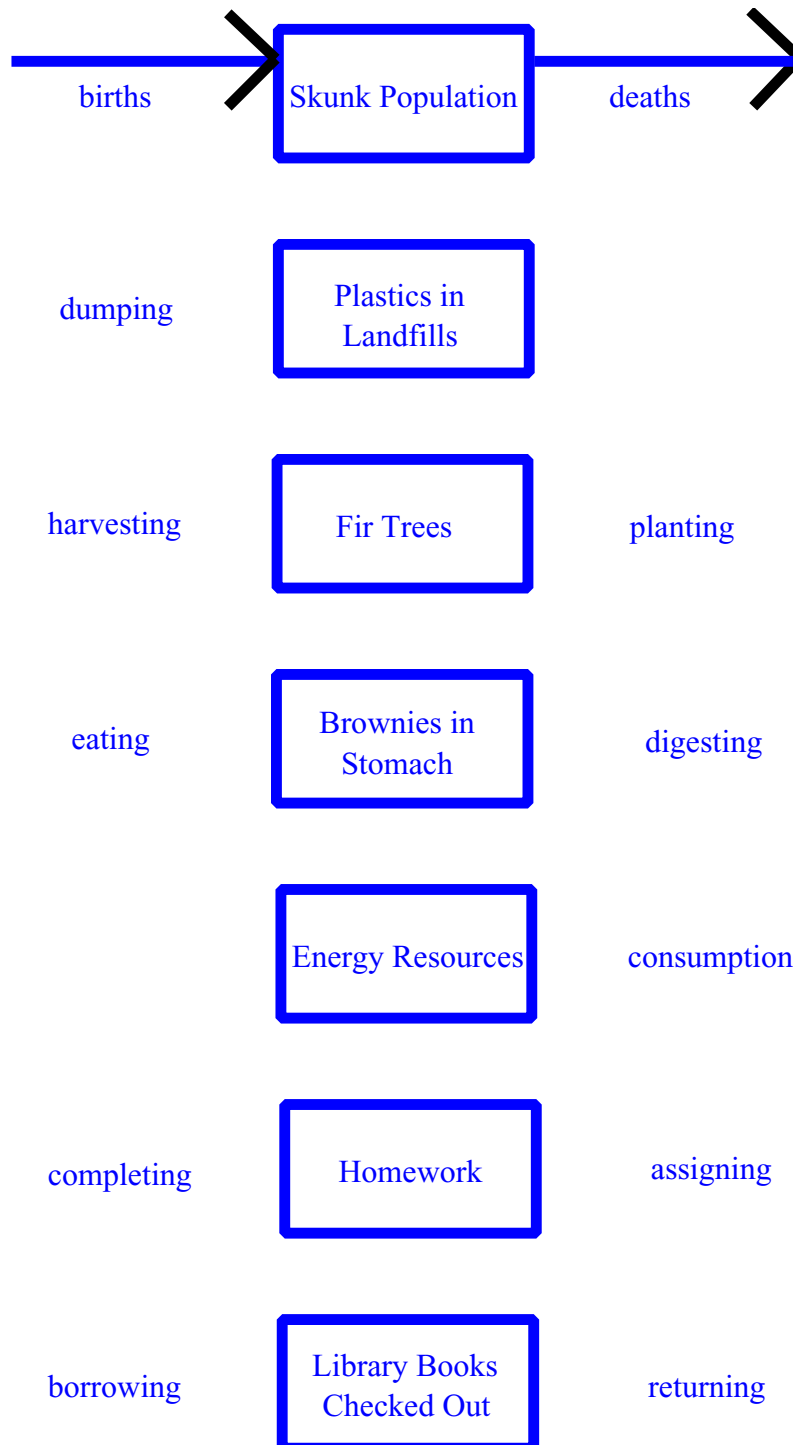 births
Skunk Population
deaths
dumping
Plastics in
Landfills
harvesting
Fir Trees
planting
eating
Brownies in
Stomach
digesting
Energy Resources
consumption
completing
Homework
assigning
borrowing
Library Books
Checked Out
returning